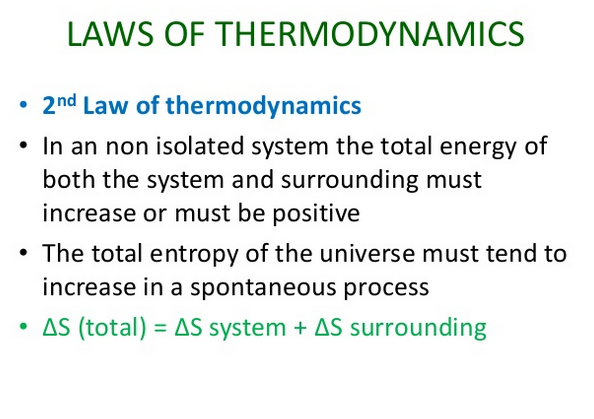 LAWS OF THERMODYNAMICS
• 2nd Law of thermodynamics
• In an non isolated system the total energy of
both the system and surrounding must
increase or must be positive
• The total entropy of the universe must tend to
increase in a spontaneous process
• ΔS (total) = ΔS system + ΔS surrounding